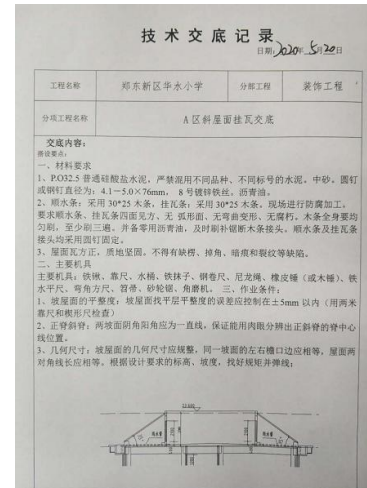 技术交底记录
日期:2020年5月20日
工程名称 郑东新区华水小学 分部工程 装饰工程
分项工程名称 A区斜屋面挂瓦交底
交底内容:
一、材料要求
1、P.O32.5 普通硅酸盐水泥，严禁混用不同品种、不同标号的水泥。中砂。圆钉
或钢钉直径为：4.1－5.0×76mm， 8 号镀锌铁丝。沥青油。
2、顺水条：采用 30*25 木条，挂瓦条：采用 30*25 木条，现场进行防腐加工。
要求顺水条、挂瓦条四面见方、无 弧形面、无弯曲变形、无腐朽。木条全身要均
匀刷，至少刷三遍，并备零用沥青油，及时刷补锯断木条接头。顺水条及挂瓦条
接头均采用圆钉固定。
3、屋面瓦方正，质地坚固，不得有缺楞、掉角、暗痕和裂纹等缺陷。
二、主要机具
主要机具：铁锹、靠尺、水桶、铁抹子、钢卷尺、尼龙绳、橡皮锤（或木锤）、铁
水平尺、弯角方尺、笤帚、砂轮锯、角磨机。三、作业条件：
1、坡屋面的平整度：坡屋面找平层平整度的误差应控制在±5mm 以内（用两米
靠尺和楔形尺检查）
2、正脊斜脊：两坡面阴角阳角应为一直线，保证能用肉眼分辨出正斜脊的脊中心
线位置。
3、几何尺寸：坡屋面的几何尺寸应规整，同一坡面的左右檐口边应相等，屋面两
对角线长应相等。根据设计要求的标高、坡度，找好规矩并弹线；